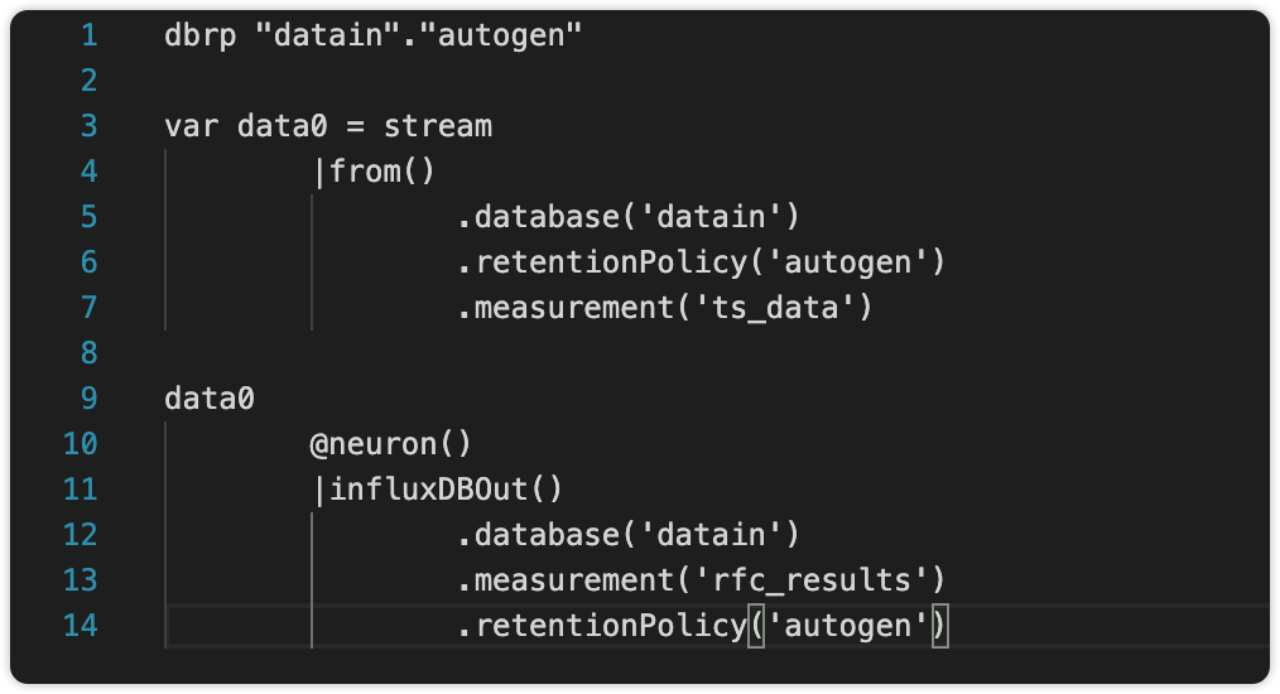 1 dbrp "datain"."autogen"
2
3 var data0 = stream
4 |from()
5 .database('datain')
6 .retentionPolicy('autogen')
7 .measurement('ts_data')
8
9 data0
10 @neuron()
11 |influxDBOut()
12 .database('datain')
13 .measurement('rfc_results')
14 .retentionPolicy('autogen')